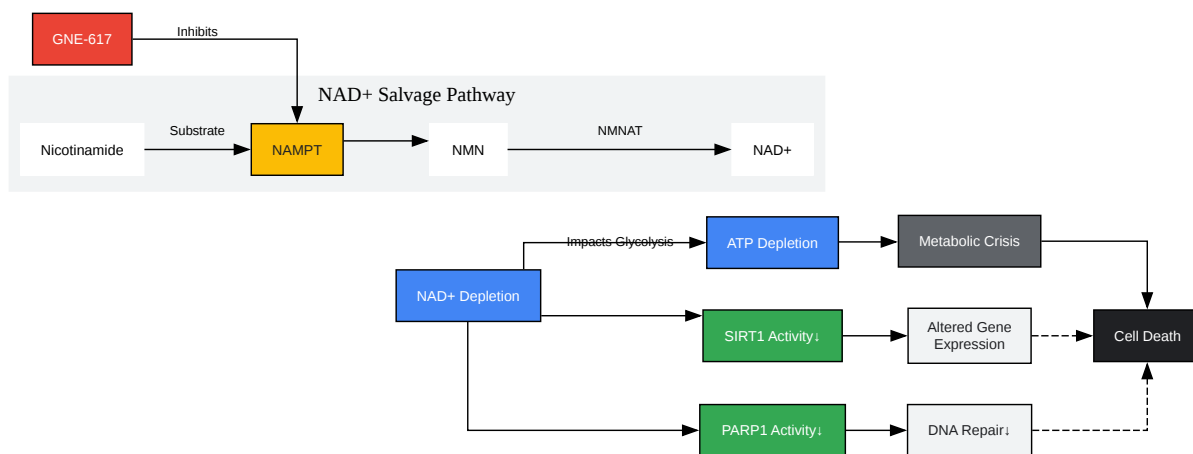 GNE-617
Inhibits
NAD+ Salvage Pathway
Nicotinamide
Substrate
NAMPT
NMN
NMNAT
NAD+
NAD+ Depletion
Impacts Glycolysis
ATP Depletion
Metabolic Crisis
SIRT1 Activity↓
Altered Gene
Expression
Cell Death
PARP1 Activity↓
DNA Repair↓